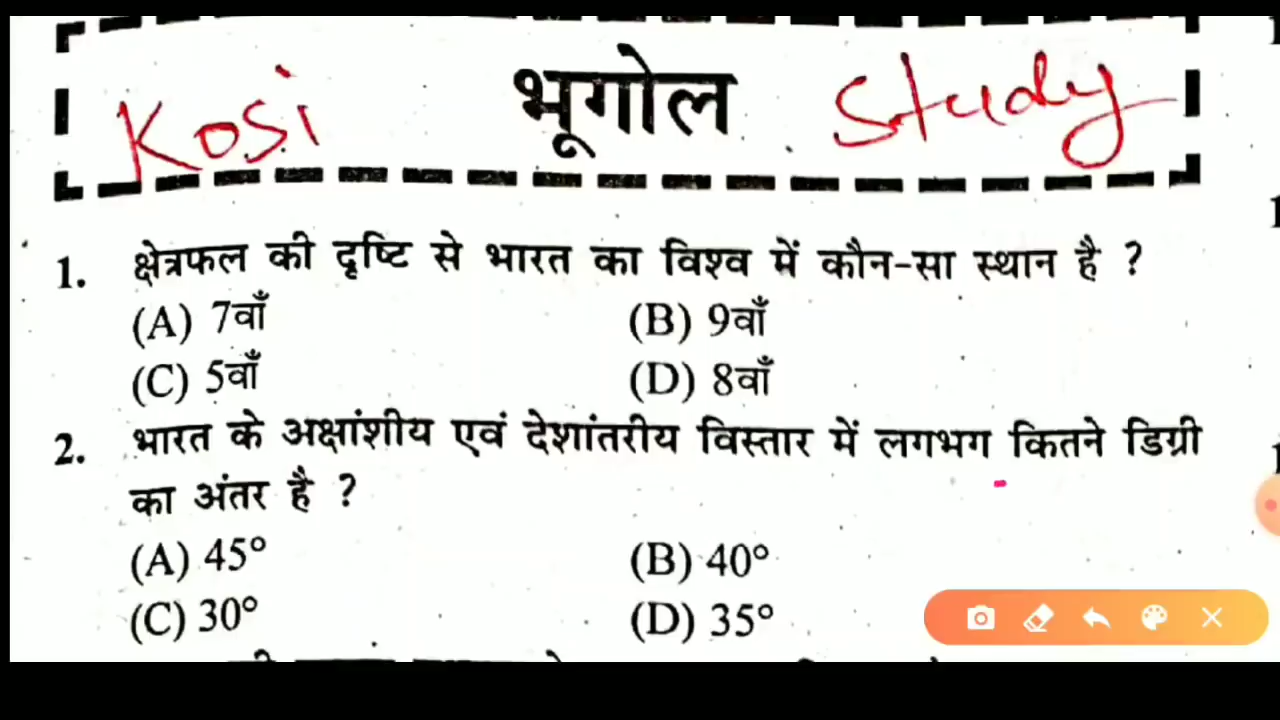 Kosi भूगोल Study
1. क्षेत्रफल की दृष्टि से भारत का विश्व में कौन-सा स्थान है ?
(A) 7वाँ (B) 9वाँ
(C) 5वाँ (D) 8वाँ
2. भारत के अक्षांशीय एवं देशांतरीय विस्तार में लगभग कितने डिग्री
का अंतर है ?
(A) 45° (B) 40°
(C) 30° (D) 35°